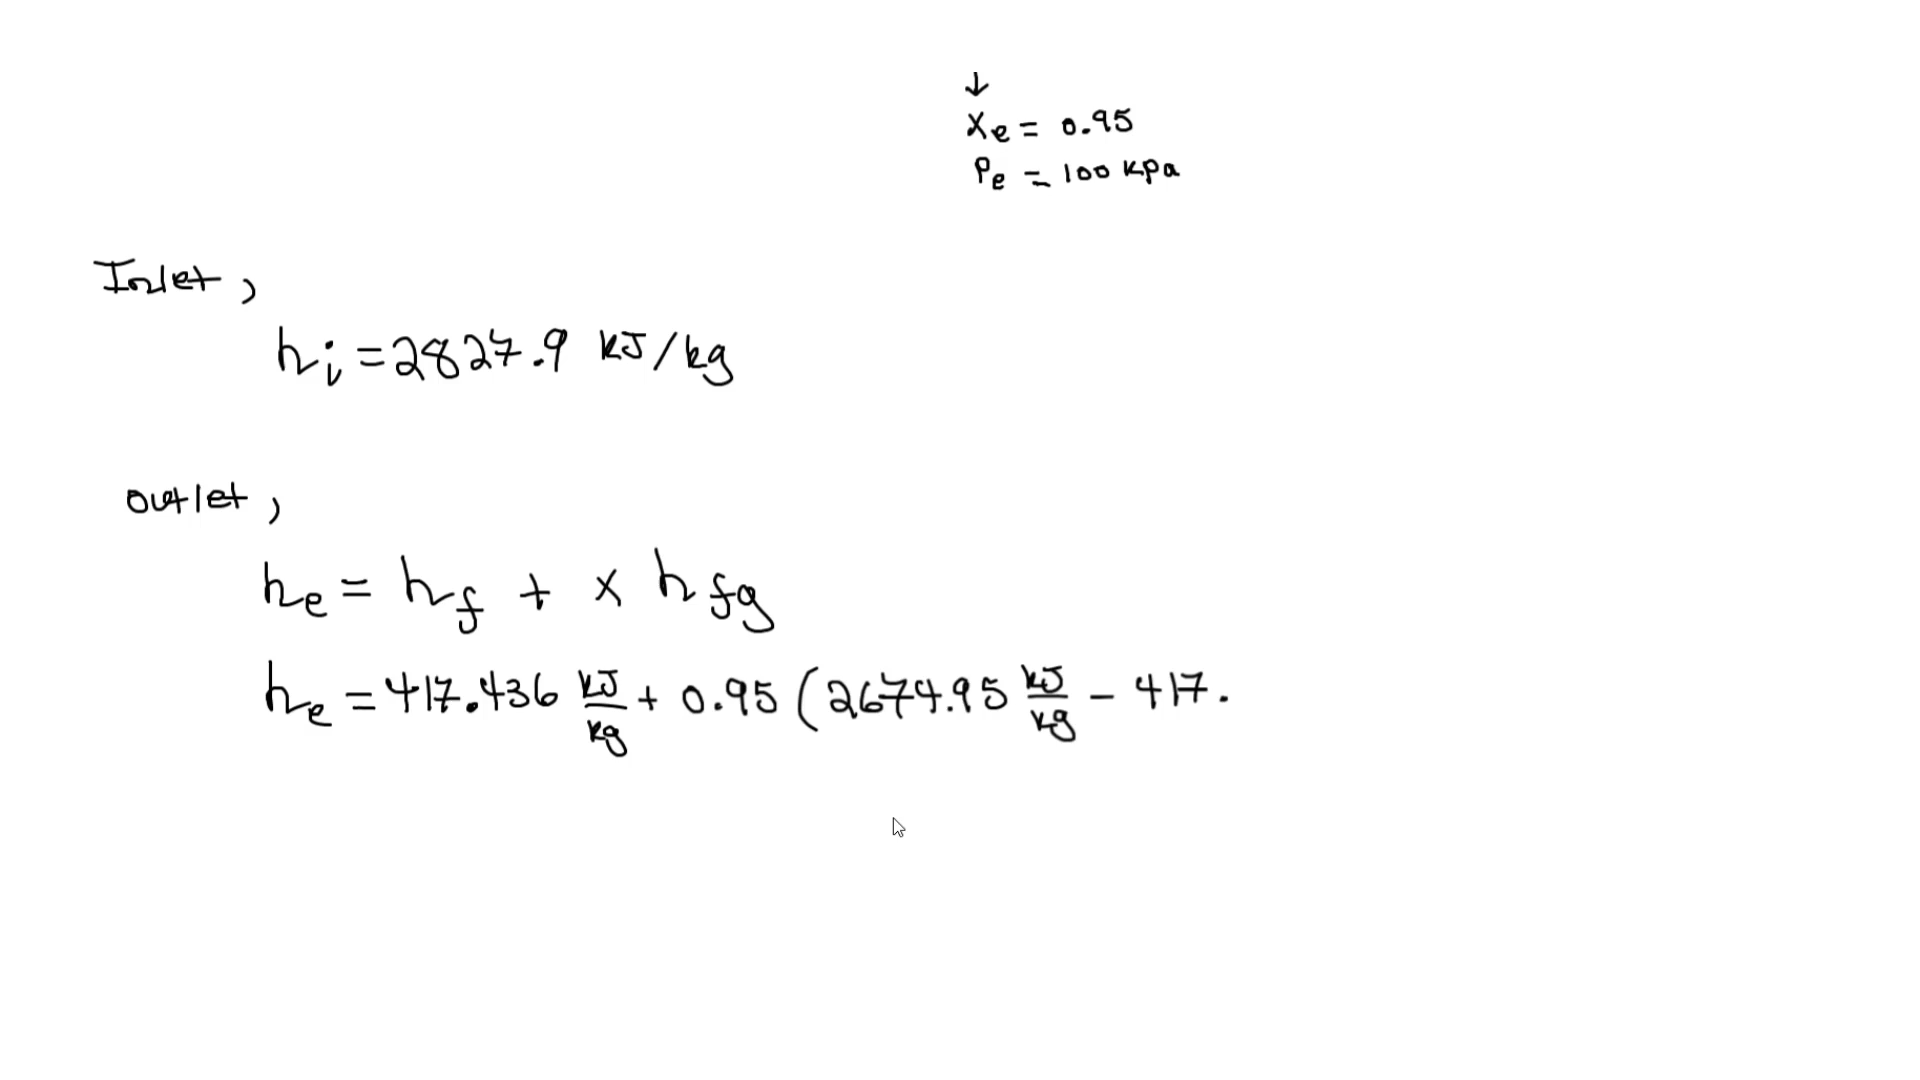 ↓
xe = 0.95
Pe = 100 kpa
Inlet,
hi = 2827.9 kJ/kg
outlet,
he = hf + x hfg
he = 417.436 kJ/kg + 0.95 (2674.95 kJ/kg - 417.